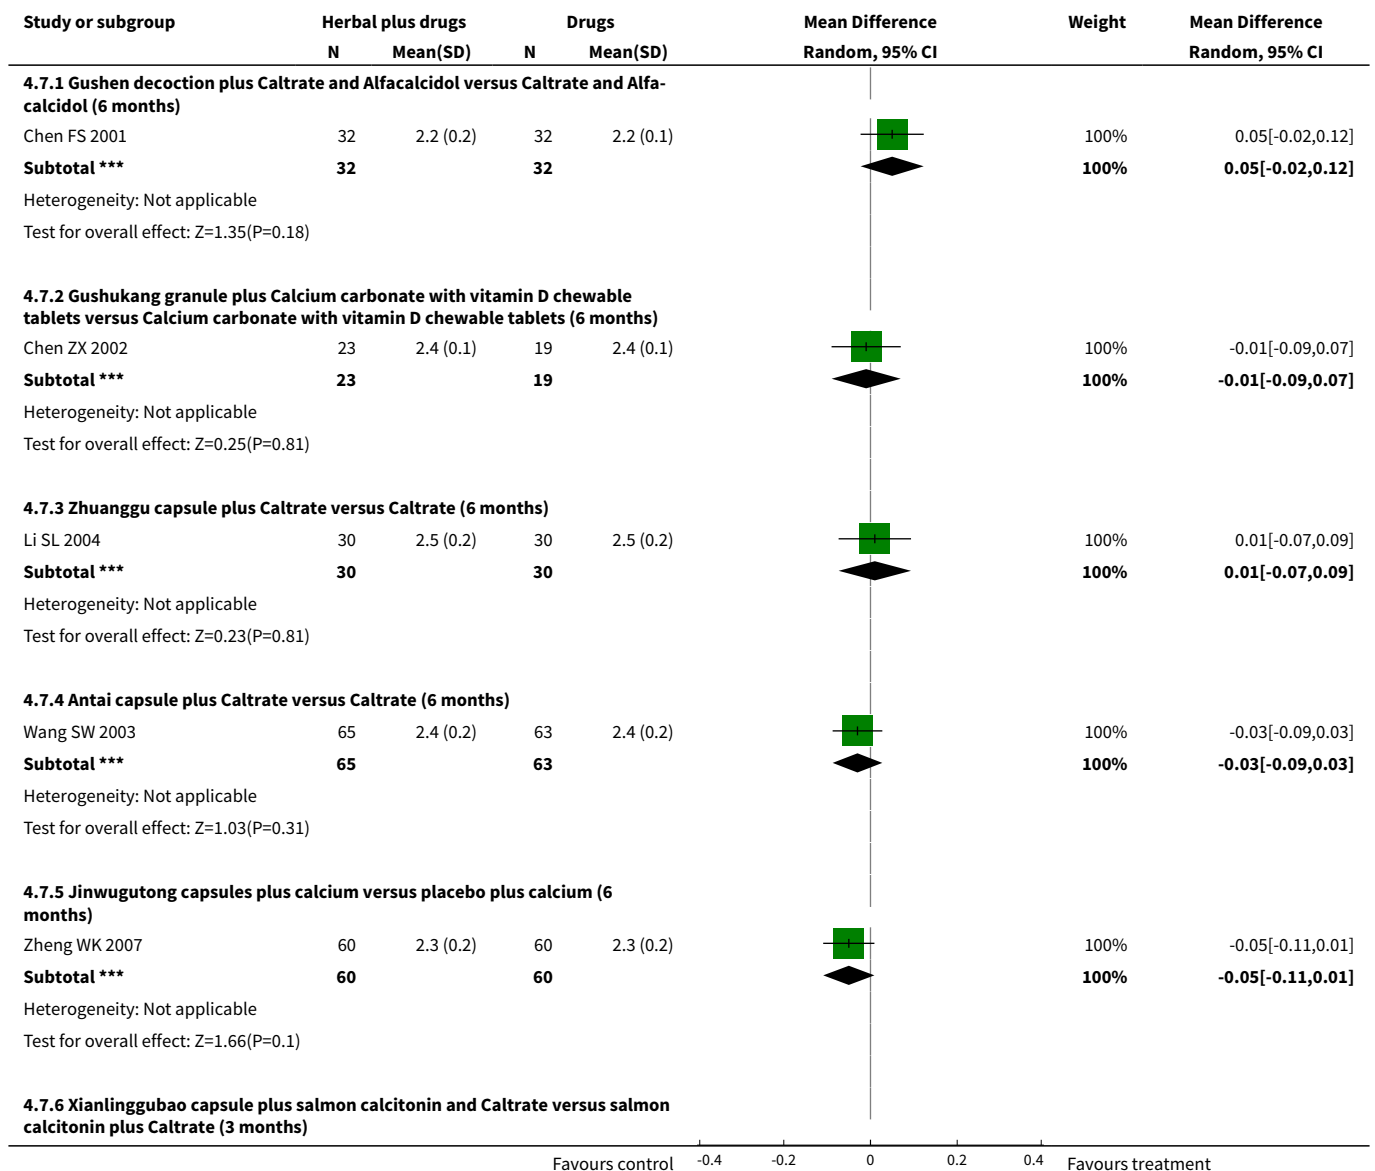 Study or subgroup Herbal plus drugs Drugs Mean Difference Weight Mean Difference
N Mean(SD) N Mean(SD) Random, 95% CI Random, 95% CI
4.7.1 Gushen decoction plus Caltrate and Alfacalcidol versus Caltrate and Alfa-
calcidol (6 months)
Chen FS 2001 32 2.2 (0.2) 32 2.2 (0.1) 100% 0.05[-0.02,0.12]
Subtotal *** 32 32 100% 0.05[-0.02,0.12]
Heterogeneity: Not applicable
Test for overall effect: Z=1.35(P=0.18)
4.7.2 Gushukang granule plus Calcium carbonate with vitamin D chewable
tablets versus Calcium carbonate with vitamin D chewable tablets (6 months)
Chen ZX 2002 23 2.4 (0.1) 19 2.4 (0.1) 100% -0.01[-0.09,0.07]
Subtotal *** 23 19 100% -0.01[-0.09,0.07]
Heterogeneity: Not applicable
Test for overall effect: Z=0.25(P=0.81)
4.7.3 Zhuanggu capsule plus Caltrate versus Caltrate (6 months)
Li SL 2004 30 2.5 (0.2) 30 2.5 (0.2) 100% 0.01[-0.07,0.09]
Subtotal *** 30 30 100% 0.01[-0.07,0.09]
Heterogeneity: Not applicable
Test for overall effect: Z=0.23(P=0.81)
4.7.4 Antai capsule plus Caltrate versus Caltrate (6 months)
Wang SW 2003 65 2.4 (0.2) 63 2.4 (0.2) 100% -0.03[-0.09,0.03]
Subtotal *** 65 63 100% -0.03[-0.09,0.03]
Heterogeneity: Not applicable
Test for overall effect: Z=1.03(P=0.31)
4.7.5 Jinwugutong capsules plus calcium versus placebo plus calcium (6
months)
Zheng WK 2007 60 2.3 (0.2) 60 2.3 (0.2) 100% -0.05[-0.11,0.01]
Subtotal *** 60 60 100% -0.05[-0.11,0.01]
Heterogeneity: Not applicable
Test for overall effect: Z=1.66(P=0.1)
4.7.6 Xianlinggubao capsule plus salmon calcitonin and Caltrate versus salmon
calcitonin plus Caltrate (3 months)
Favours control -0.4 -0.2 0 0.2 0.4 Favours treatment